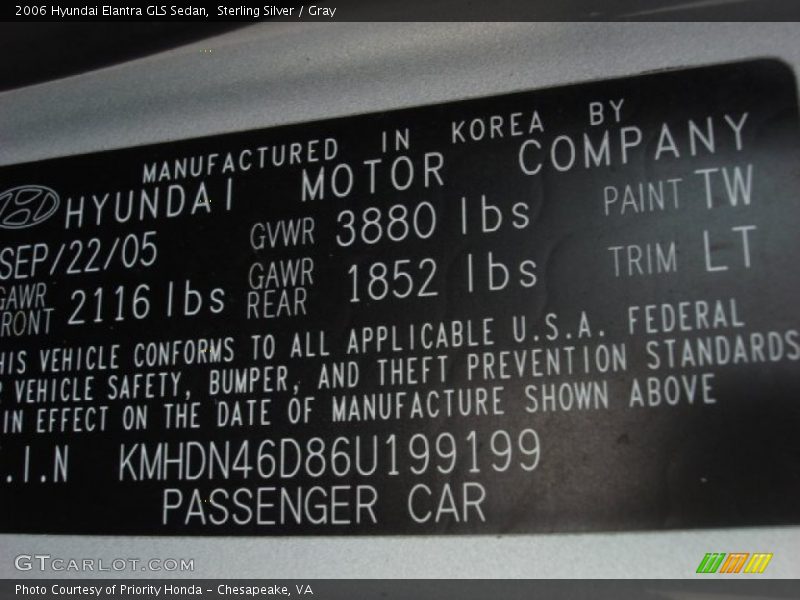 2006 Hyundai Elantra GLS Sedan,  Sterling Silver / Gray
MANUFACTURED IN KOREA BY
HYUNDAI MOTOR COMPANY
SEP/22/05 GVWR 3880 lbs PAINT TW
GAWR FRONT 2116 lbs GAWR REAR 1852 lbs TRIM LT
THIS VEHICLE CONFORMS TO ALL APPLICABLE U.S.A. FEDERAL
VEHICLE SAFETY, BUMPER, AND THEFT PREVENTION STANDARDS
IN EFFECT ON THE DATE OF MANUFACTURE SHOWN ABOVE
.I.N KMHDN46D86U199199
PASSENGER CAR
GTCARLOT.COM
Photo Courtesy of Priority Honda – Chesapeake, VA